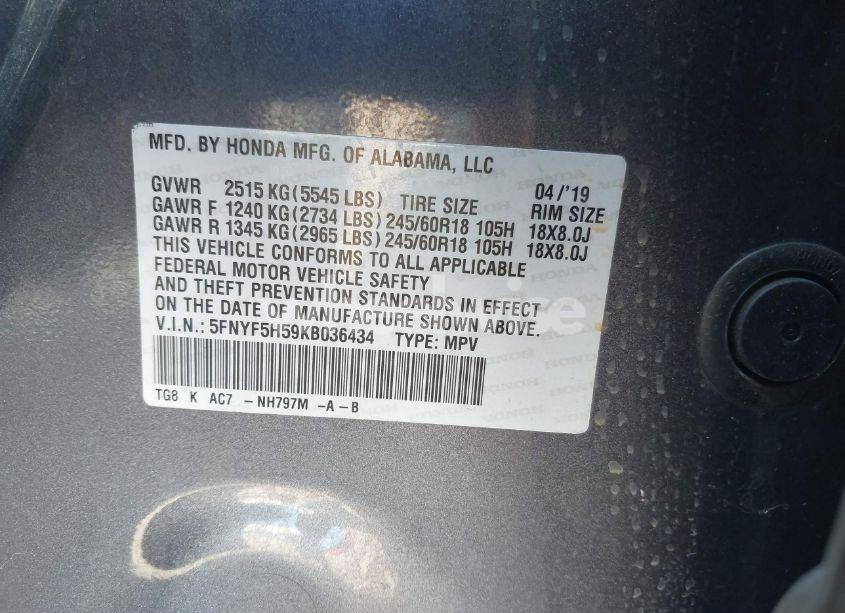 MFD. BY HONDA MFG. OF ALABAMA, LLC
GVWR 2515 KG(5545 LBS) TIRE SIZE 04/'19 RIM SIZE
GAWR F 1240 KG(2734 LBS) 245/60R18 105H 18X8.0J
GAWR R 1345 KG(2965 LBS) 245/60R18 105H 18X8.0J
THIS VEHICLE CONFORMS TO ALL APPLICABLE
FEDERAL MOTOR VEHICLE SAFETY
AND THEFT PREVENTION STANDARDS IN EFFECT
ON THE DATE OF MANUFACTURE SHOWN ABOVE.
V.I.N.: 5FNYF5H59KB036434 TYPE: MPV
TG8 K AC7 -NH797M -A-B